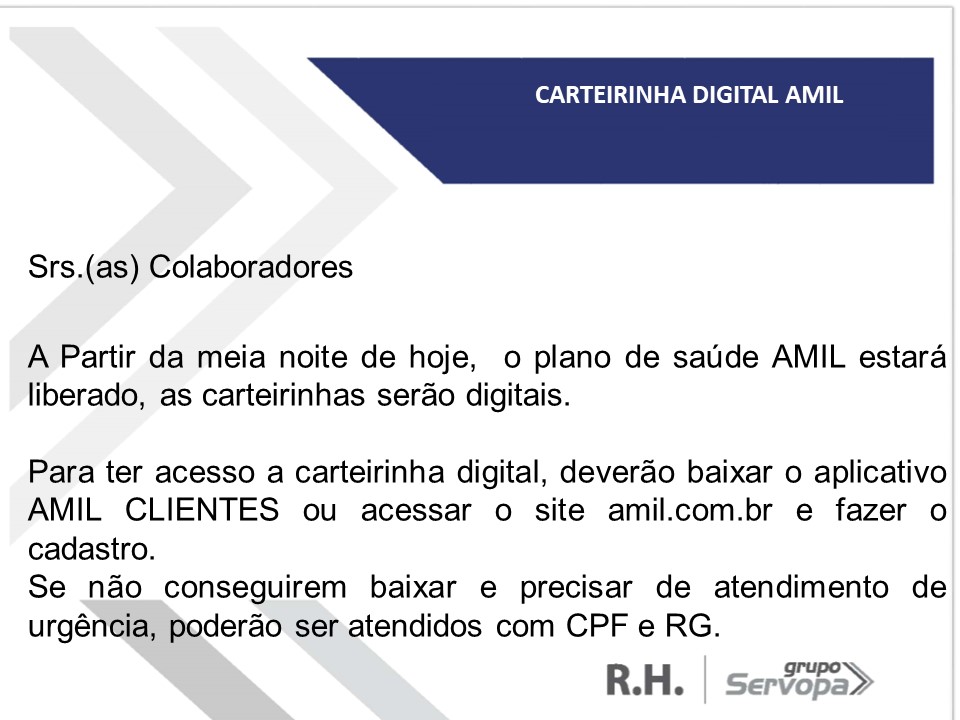 CARTEIRINHA DIGITAL AMIL
Srs.(as) Colaboradores
A Partir da meia noite de hoje, o plano de saúde AMIL estará
liberado, as carteirinhas serão digitais.
Para ter acesso a carteirinha digital, deverão baixar o aplicativo
AMIL CLIENTES ou acessar o site amil.com.br e fazer o
cadastro.
Se não conseguirem baixar e precisar de atendimento de
urgência, poderão ser atendidos com CPF e RG.
R.H.
grupo
Servopa